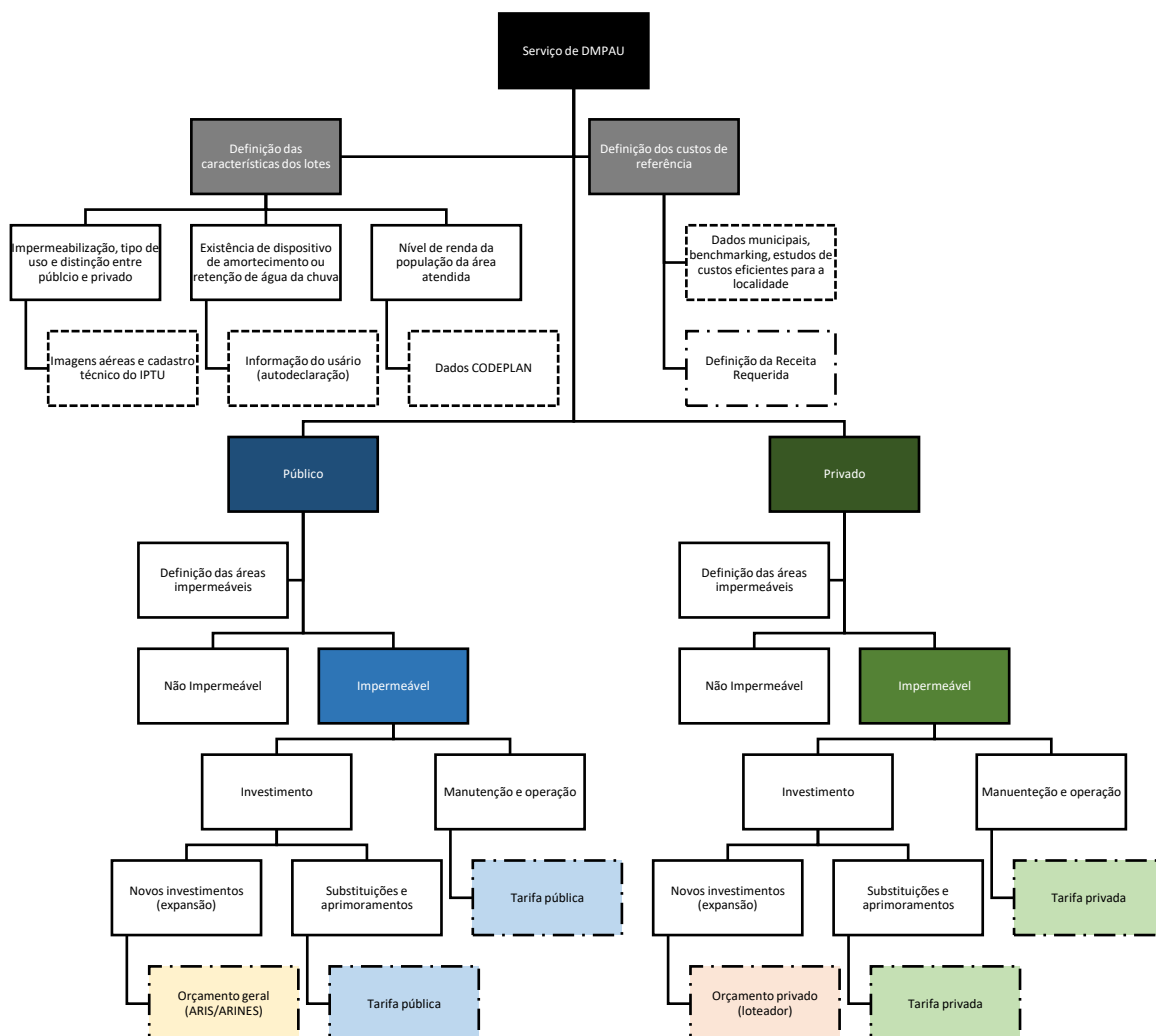 Serviço de DMPAU
Definição das
características dos lotes
Definição dos custos de
referência
Impermeabilização, tipo de
uso e distinção entre
públcio e privado
Existência de dispositivo
de amortecimento ou
retenção de água da chuva
Nível de renda da
população da área
atendida
Dados municipais,
benchmarking, estudos de
custos eficientes para a
localidade
Imagens aéreas e cadastro
técnico do IPTU
Informação do usário
(autodeclaração)
Dados CODEPLAN
Definição da Receita
Requerida
Público
Privado
Definição das áreas
impermeáveis
Definição das áreas
impermeáveis
Não Impermeável
Impermeável
Não Impermeável
Impermeável
Investimento
Manutenção e operação
Investimento
Manuenteção e operação
Novos investimentos
(expansão)
Substituições e
aprimoramentos
Tarifa pública
Novos investimentos
(expansão)
Substituições e
aprimoramentos
Tarifa privada
Orçamento geral
(ARIS/ARINES)
Tarifa pública
Orçamento privado
(loteador)
Tarifa privada